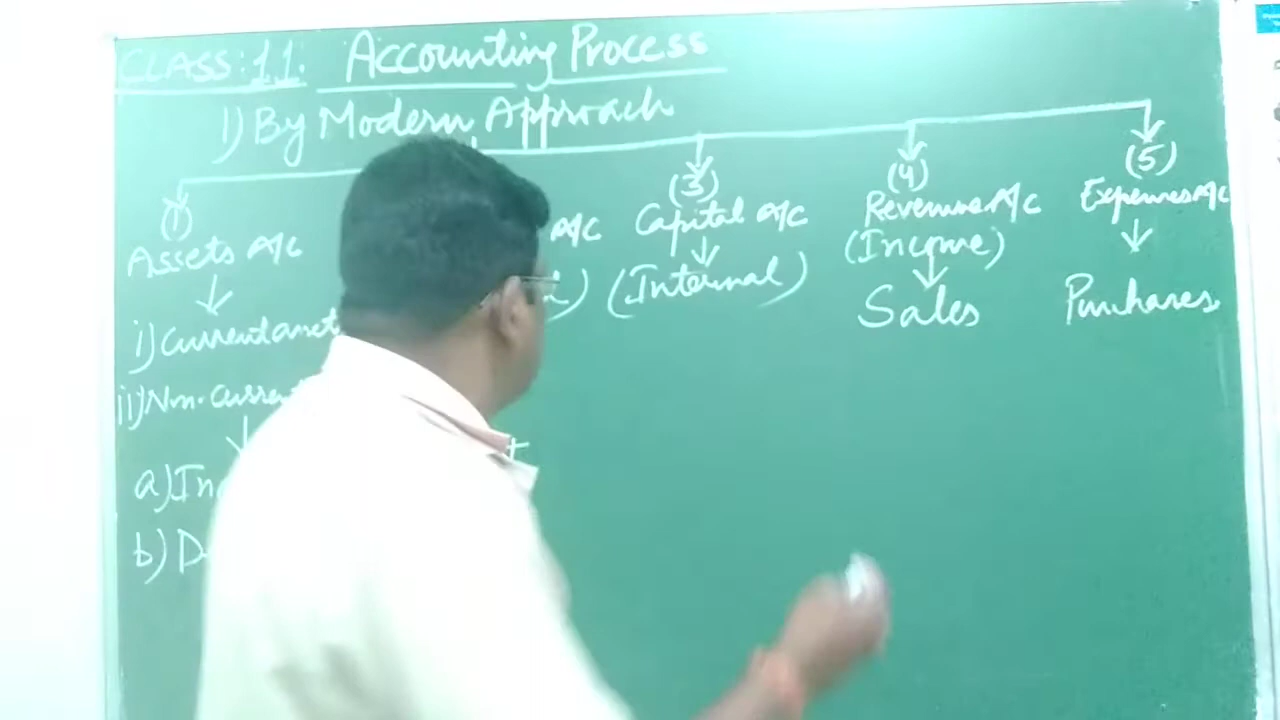 CLASS:11: Accounting Process
1) By Modern Approach
(1)
Assets A/C
i) Current asset
ii) Non-current
a) In
b) D
A/C
(3)
Capital A/C
(Internal)
(4)
Revenue A/C
(Income)
Sales
(5)
Expenses A/C
Purchases